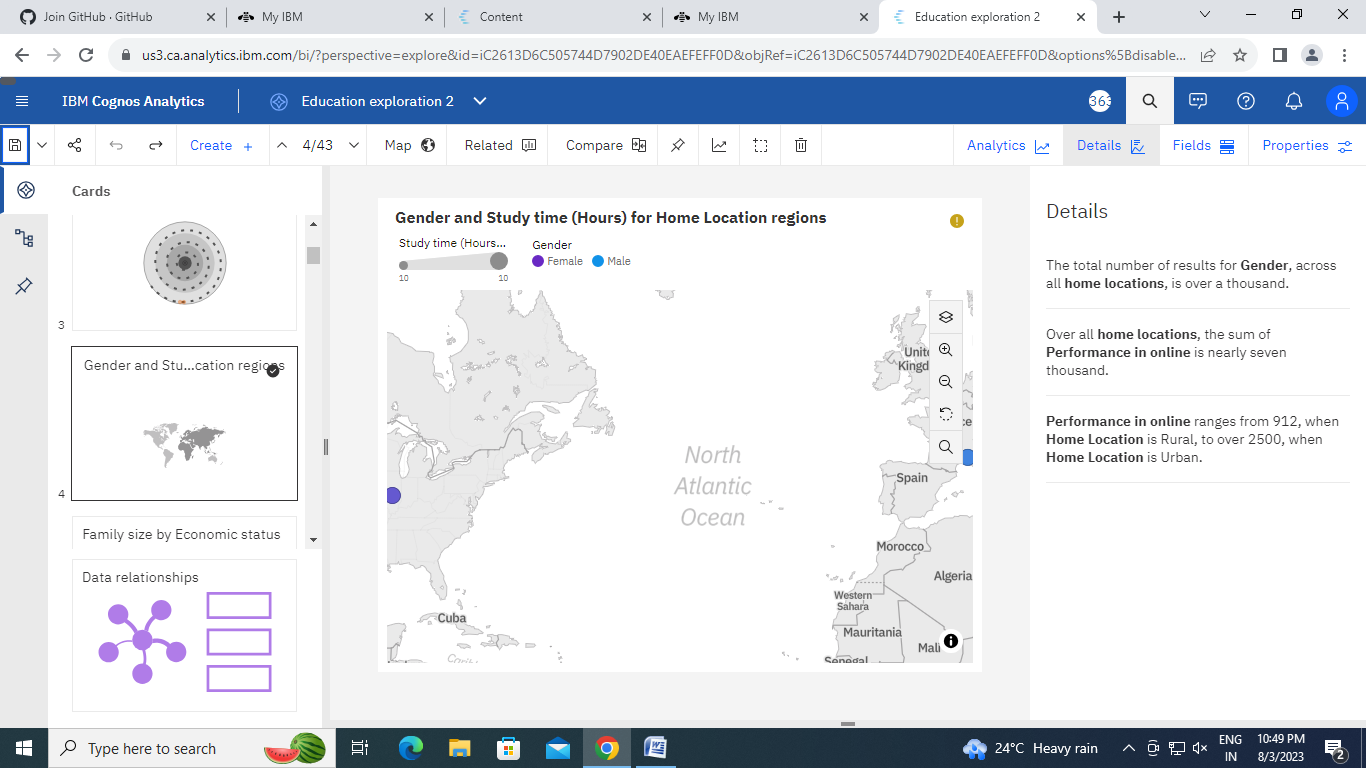 Join GitHub · GitHub
My IBM
Content
My IBM
Education exploration 2
us3.ca.analytics.ibm.com/bi/?perspective=explore&id=iC2613D6C505744D7902DE40EAEFEFF0D&objRef=iC2613D6C505744D7902DE40EAEFEFF0D&options%5Bdisable...
IBM Cognos Analytics
Education exploration 2
363
Create
4/43
Map
Related
Compare
Analytics
Details
Fields
Properties
Cards
3
Gender and Stu...cation regions
4
Family size by Economic status
Data relationships
Gender and Study time (Hours) for Home Location regions
Study time (Hours...
10
10
Gender
Female
Male
North
Atlantic
Ocean
Unite
Kingd
ce
Spain
Morocco
Algeria
Western
Sahara
Mauritania
Mali
Senegal
Cuba
Carib
Details
The total number of results for Gender, across
all home locations, is over a thousand.
Over all home locations, the sum of
Performance in online is nearly seven
thousand.
Performance in online ranges from 912, when
Home Location is Rural, to over 2500, when
Home Location is Urban.
Type here to search
24°C Heavy rain
ENG
IN
10:49 PM
8/3/2023
2